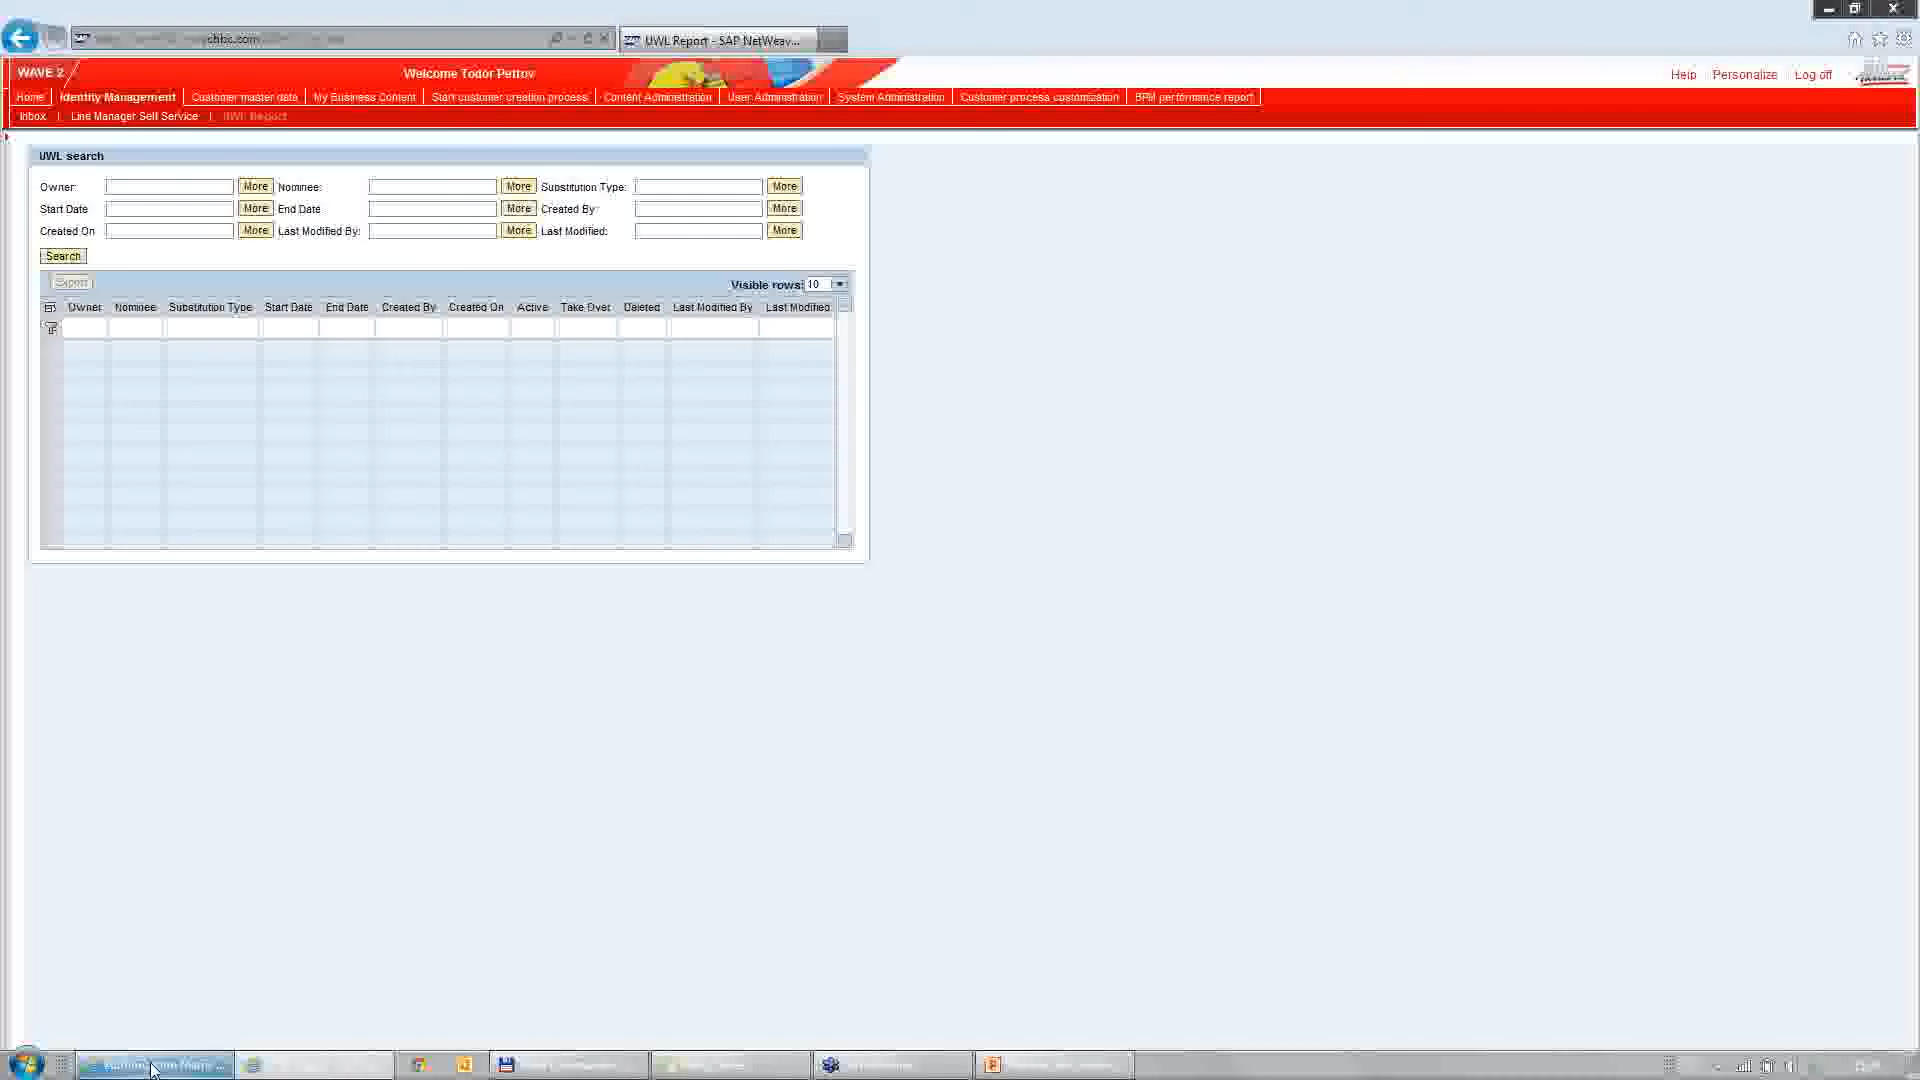 UWL Report - SAP NetWeav...
WAVE 2
Welcome Todor Petrov
Help Personalize Log off
Home Identity Management Customer master data My Business Content Start customer creation process Content Administration User Administration System Administration Customer process customization BPM performance report
Inbox | Line Manager Self Service | UWL Report
UWL search
Owner: More Nominee: More Substitution Type: More
Start Date More End Date More Created By: More
Created On More Last Modified By: More Last Modified: More
Search
Export Visible rows: 10
Owner Nominee Substitution Type Start Date End Date Created By Created On Active Take Over Deleted Last Modified By Last Modified